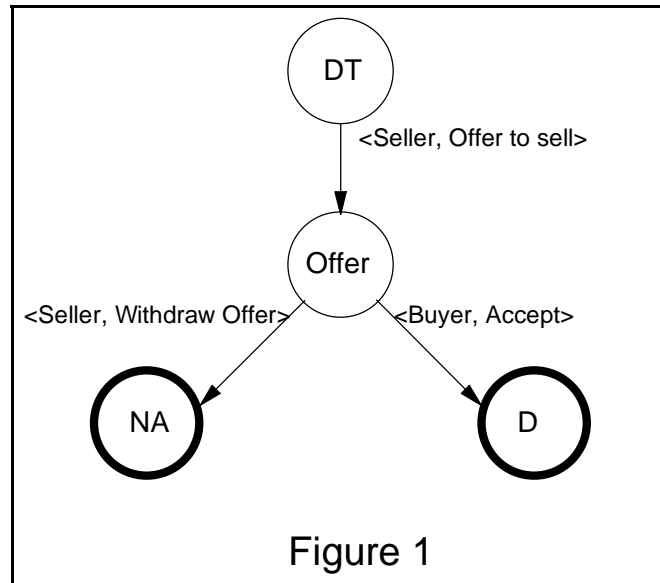 DT
<Seller, Offer to sell>
Offer
<Seller, Withdraw Offer>
<Buyer, Accept>
NA
D
Figure 1